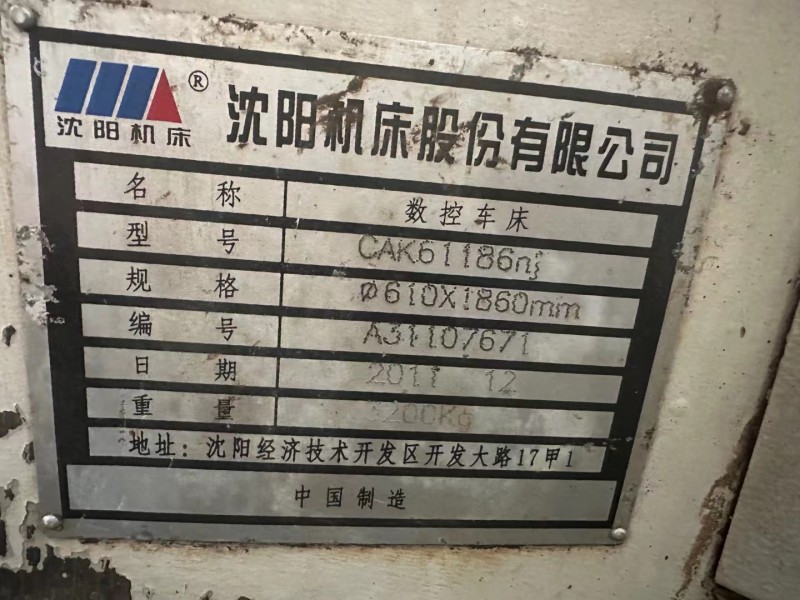 沈阳机床 ® 沈阳机床股份有限公司
名称 数控车床
型号 CAK61186nj
规格 ø610X1860mm
编号 A31107671
日期 2011 12
重量 3200KG
地址: 沈阳经济技术开发区开发大路17甲1
中国制造